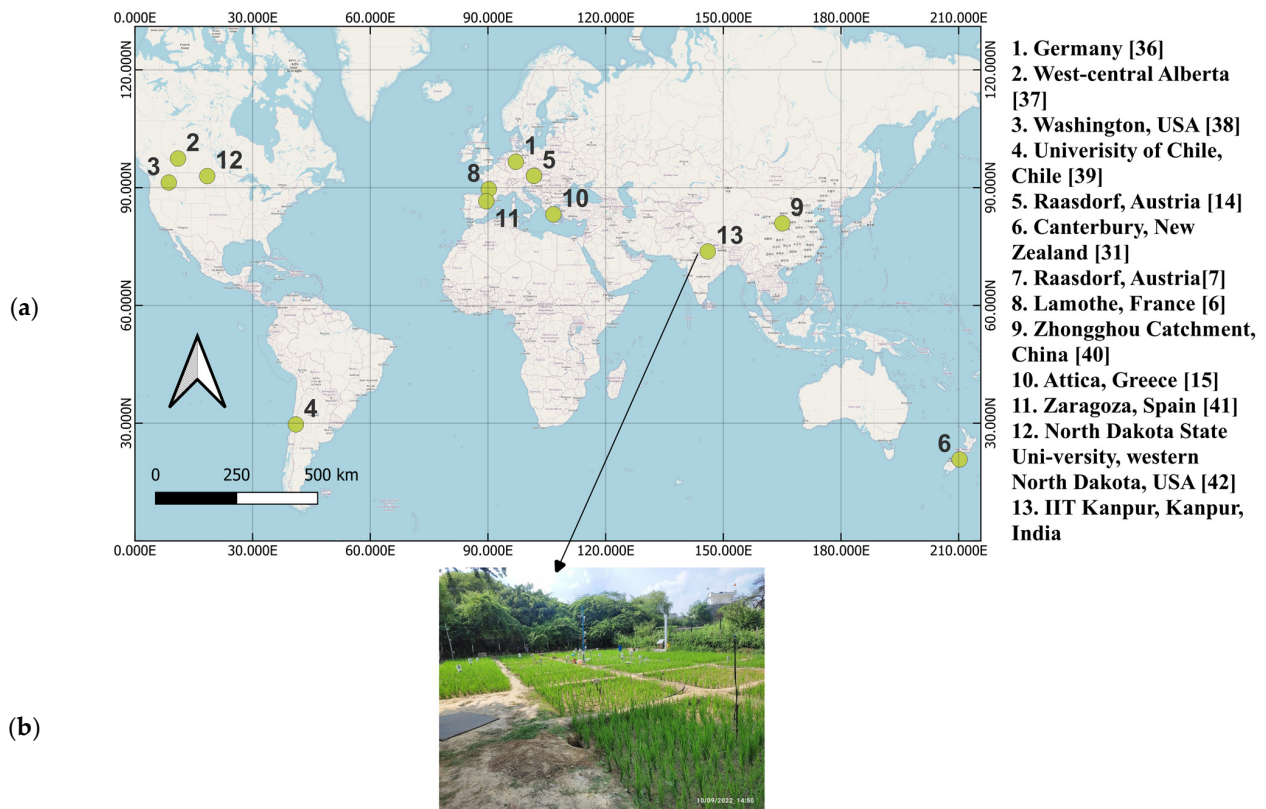 (a)
0.000E 30.000E 60.000E 90.000E 120.000E 150.000E 180.000E 210.000E
120.000N 120.000N
90.000N 90.000N
60.000N 60.000N
30.000N 30.000N
1
2
3
12
5
8
10
11
9
13
4
6
0 250 500 km
0.000E 30.000E 60.000E 90.000E 120.000E 150.000E 180.000E 210.000E
1. Germany [36]
2. West-central Alberta
[37]
3. Washington, USA [38]
4. Univerisity of Chile,
Chile [39]
5. Raasdorf, Austria [14]
6. Canterbury, New
Zealand [31]
7. Raasdorf, Austria[7]
8. Lamothe, France [6]
9. Zhongghou Catchment,
China [40]
10. Attica, Greece [15]
11. Zaragoza, Spain [41]
12. North Dakota State
Uni-versity, western
North Dakota, USA [42]
13. IIT Kanpur, Kanpur,
India
(b)
10/09/2022 14:50